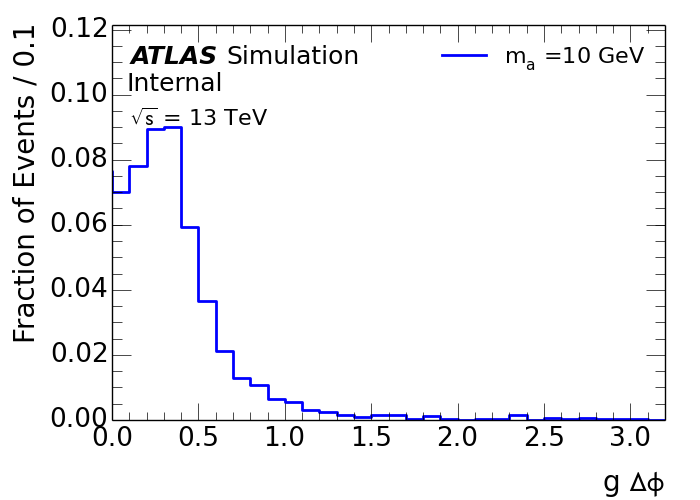 Fraction of Events / 0.1
0.12
0.10
0.08
0.06
0.04
0.02
0.00
ATLAS Simulation
Internal
√s = 13 TeV
mₐ =10 GeV
0.0 0.5 1.0 1.5 2.0 2.5 3.0
g Δϕ